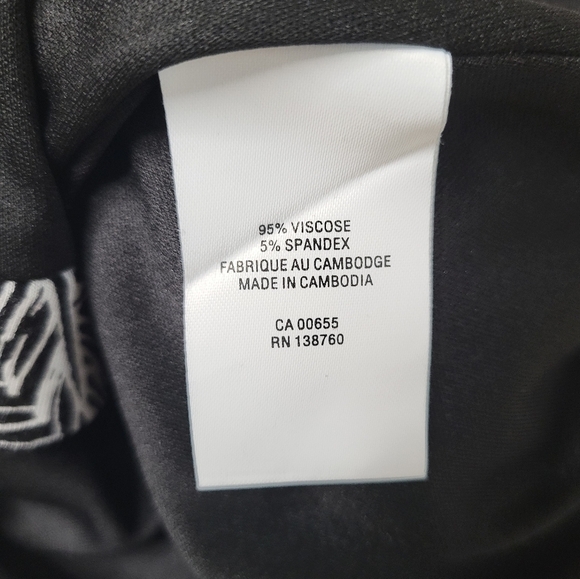 95% VISCOSE
5% SPANDEX
FABRIQUE AU CAMBODGE
MADE IN CAMBODIA
CA 00655
RN 138760